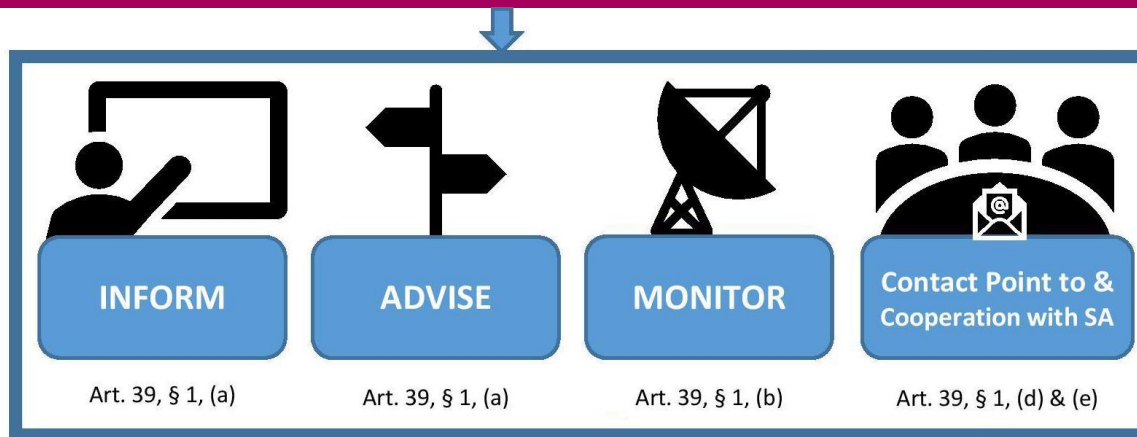 @
INFORM
ADVISE
MONITOR
Contact Point to &
Cooperation with SA
Art. 39, § 1, (a)
Art. 39, § 1, (a)
Art. 39, § 1, (b)
Art. 39, § 1, (d) & (e)